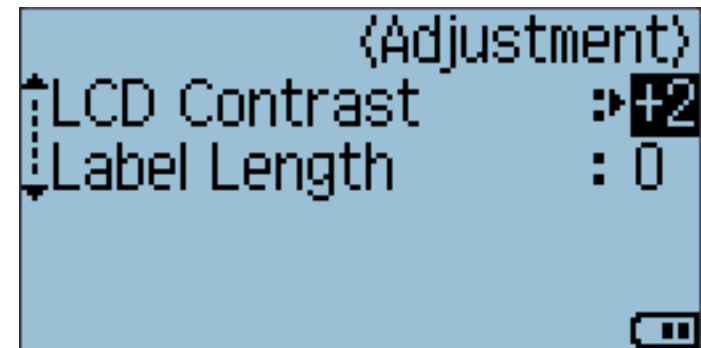 ⟨Adjustment⟩
LCD Contrast :▸+2
Label Length : 0